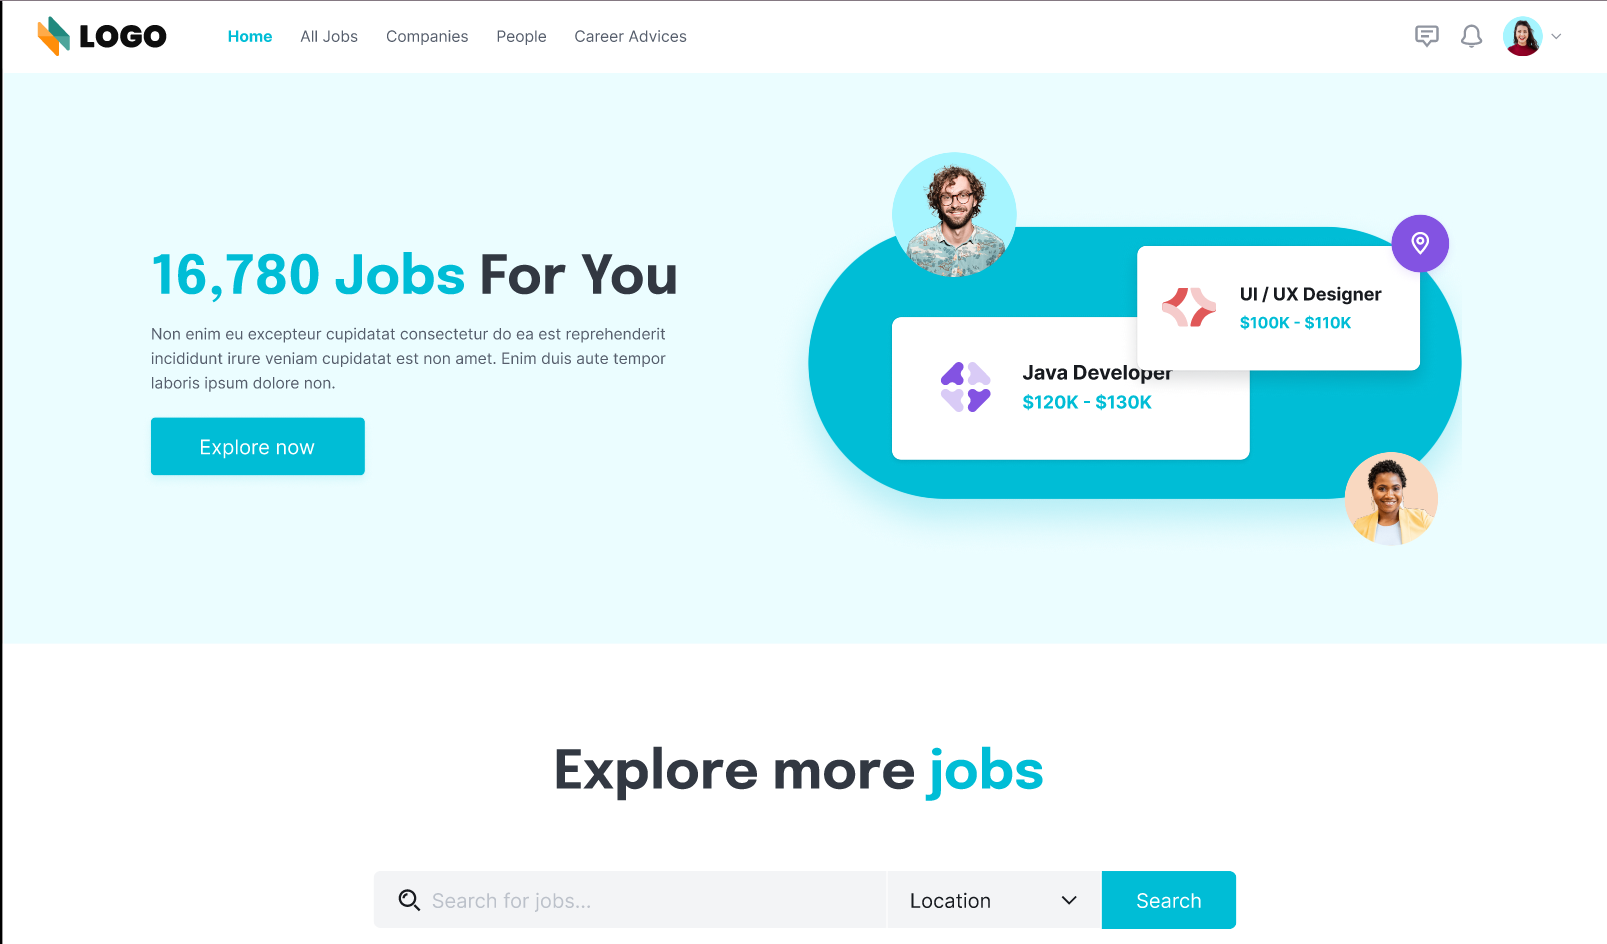 LOGO
Home All Jobs Companies People Career Advices
16,780 Jobs For You
Non enim eu excepteur cupidatat consectetur do ea est reprehenderit
incididunt irure veniam cupidatat est non amet. Enim duis aute tempor
laboris ipsum dolore non.
Explore now
UI / UX Designer
$100K - $110K
Java Developer
$120K - $130K
Explore more jobs
Search for jobs...
Location
Search